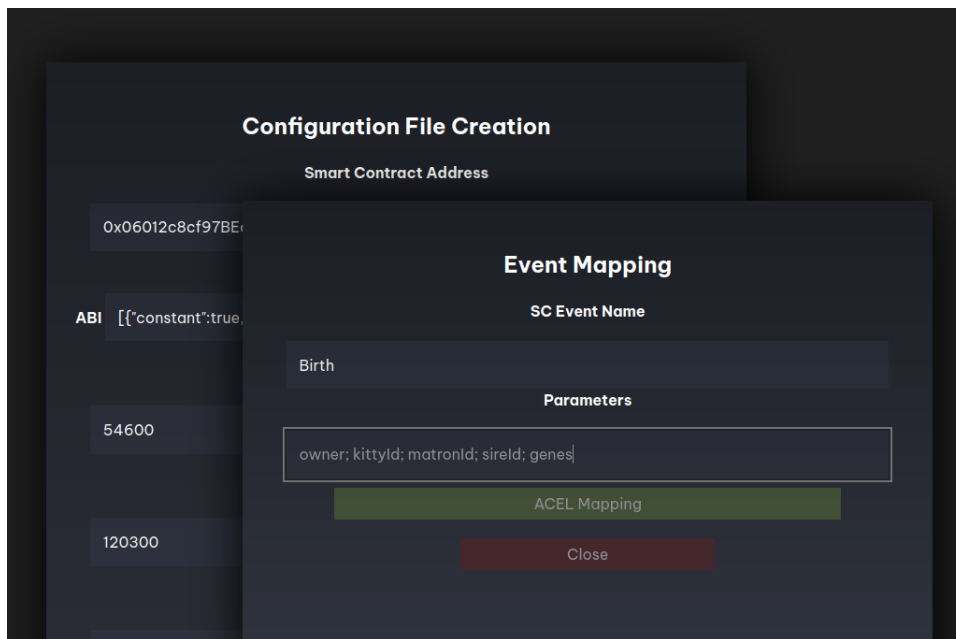 Configuration File Creation
Smart Contract Address
0x06012c8cf97BE
ABI [{"constant":true,
54600
120300
Event Mapping
SC Event Name
Birth
Parameters
owner; kittyId; matronId; sireId; genes
ACEL Mapping
Close